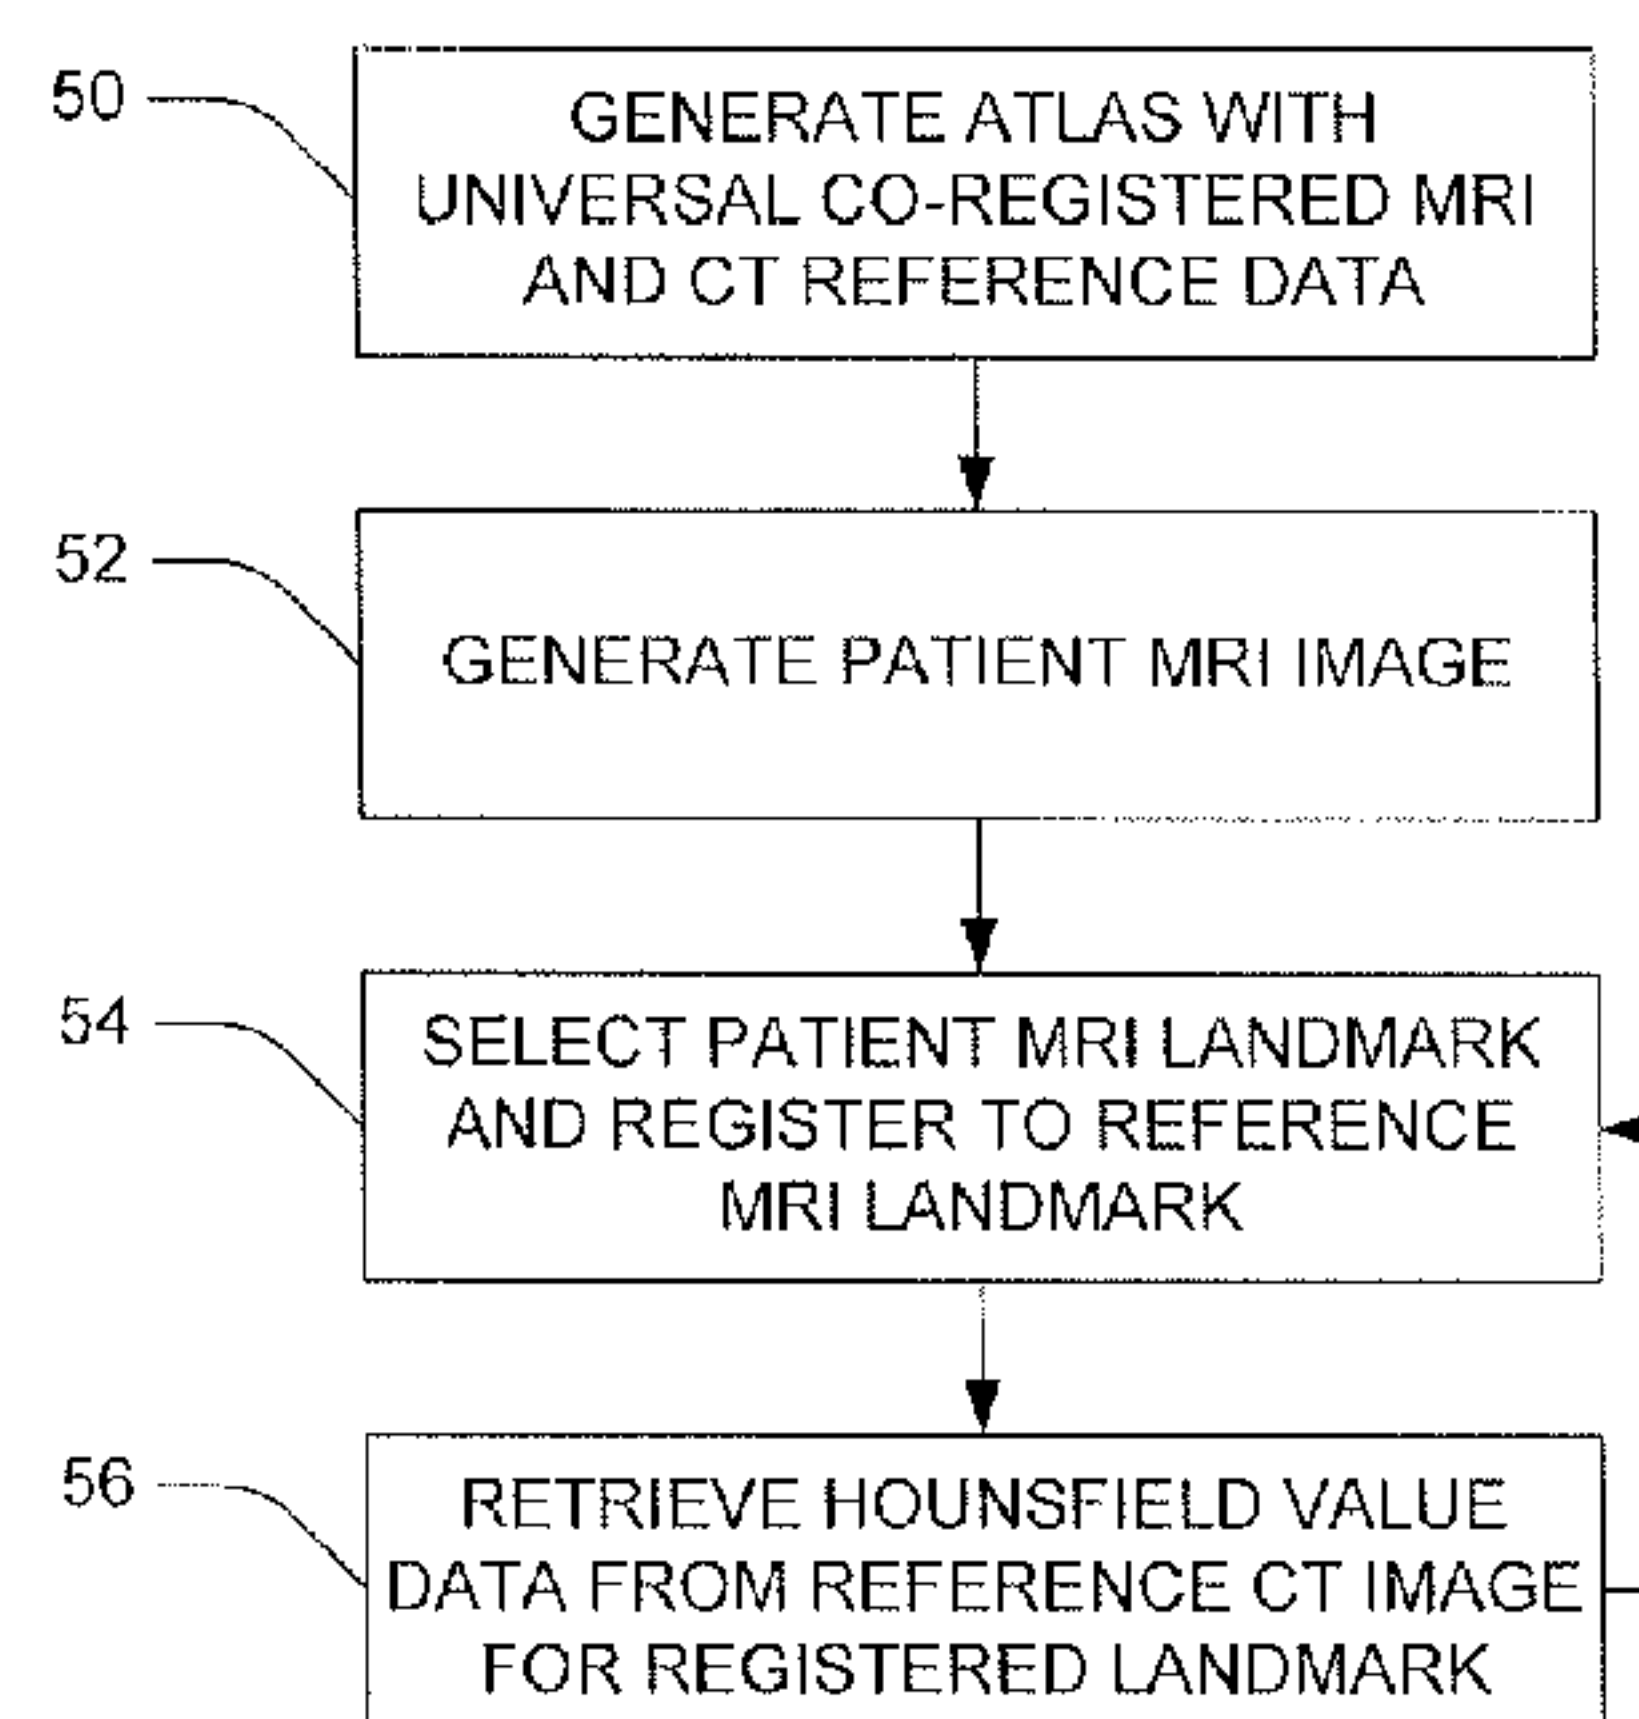 50
GENERATE ATLAS WITH
UNIVERSAL CO-REGISTERED MRI
AND CT REFERENCE DATA
52
GENERATE PATIENT MRI IMAGE
54
SELECT PATIENT MRI LANDMARK
AND REGISTER TO REFERENCE
MRI LANDMARK
56
RETRIEVE HOUNSFIELD VALUE
DATA FROM REFERENCE CT IMAGE
FOR REGISTERED LANDMARK